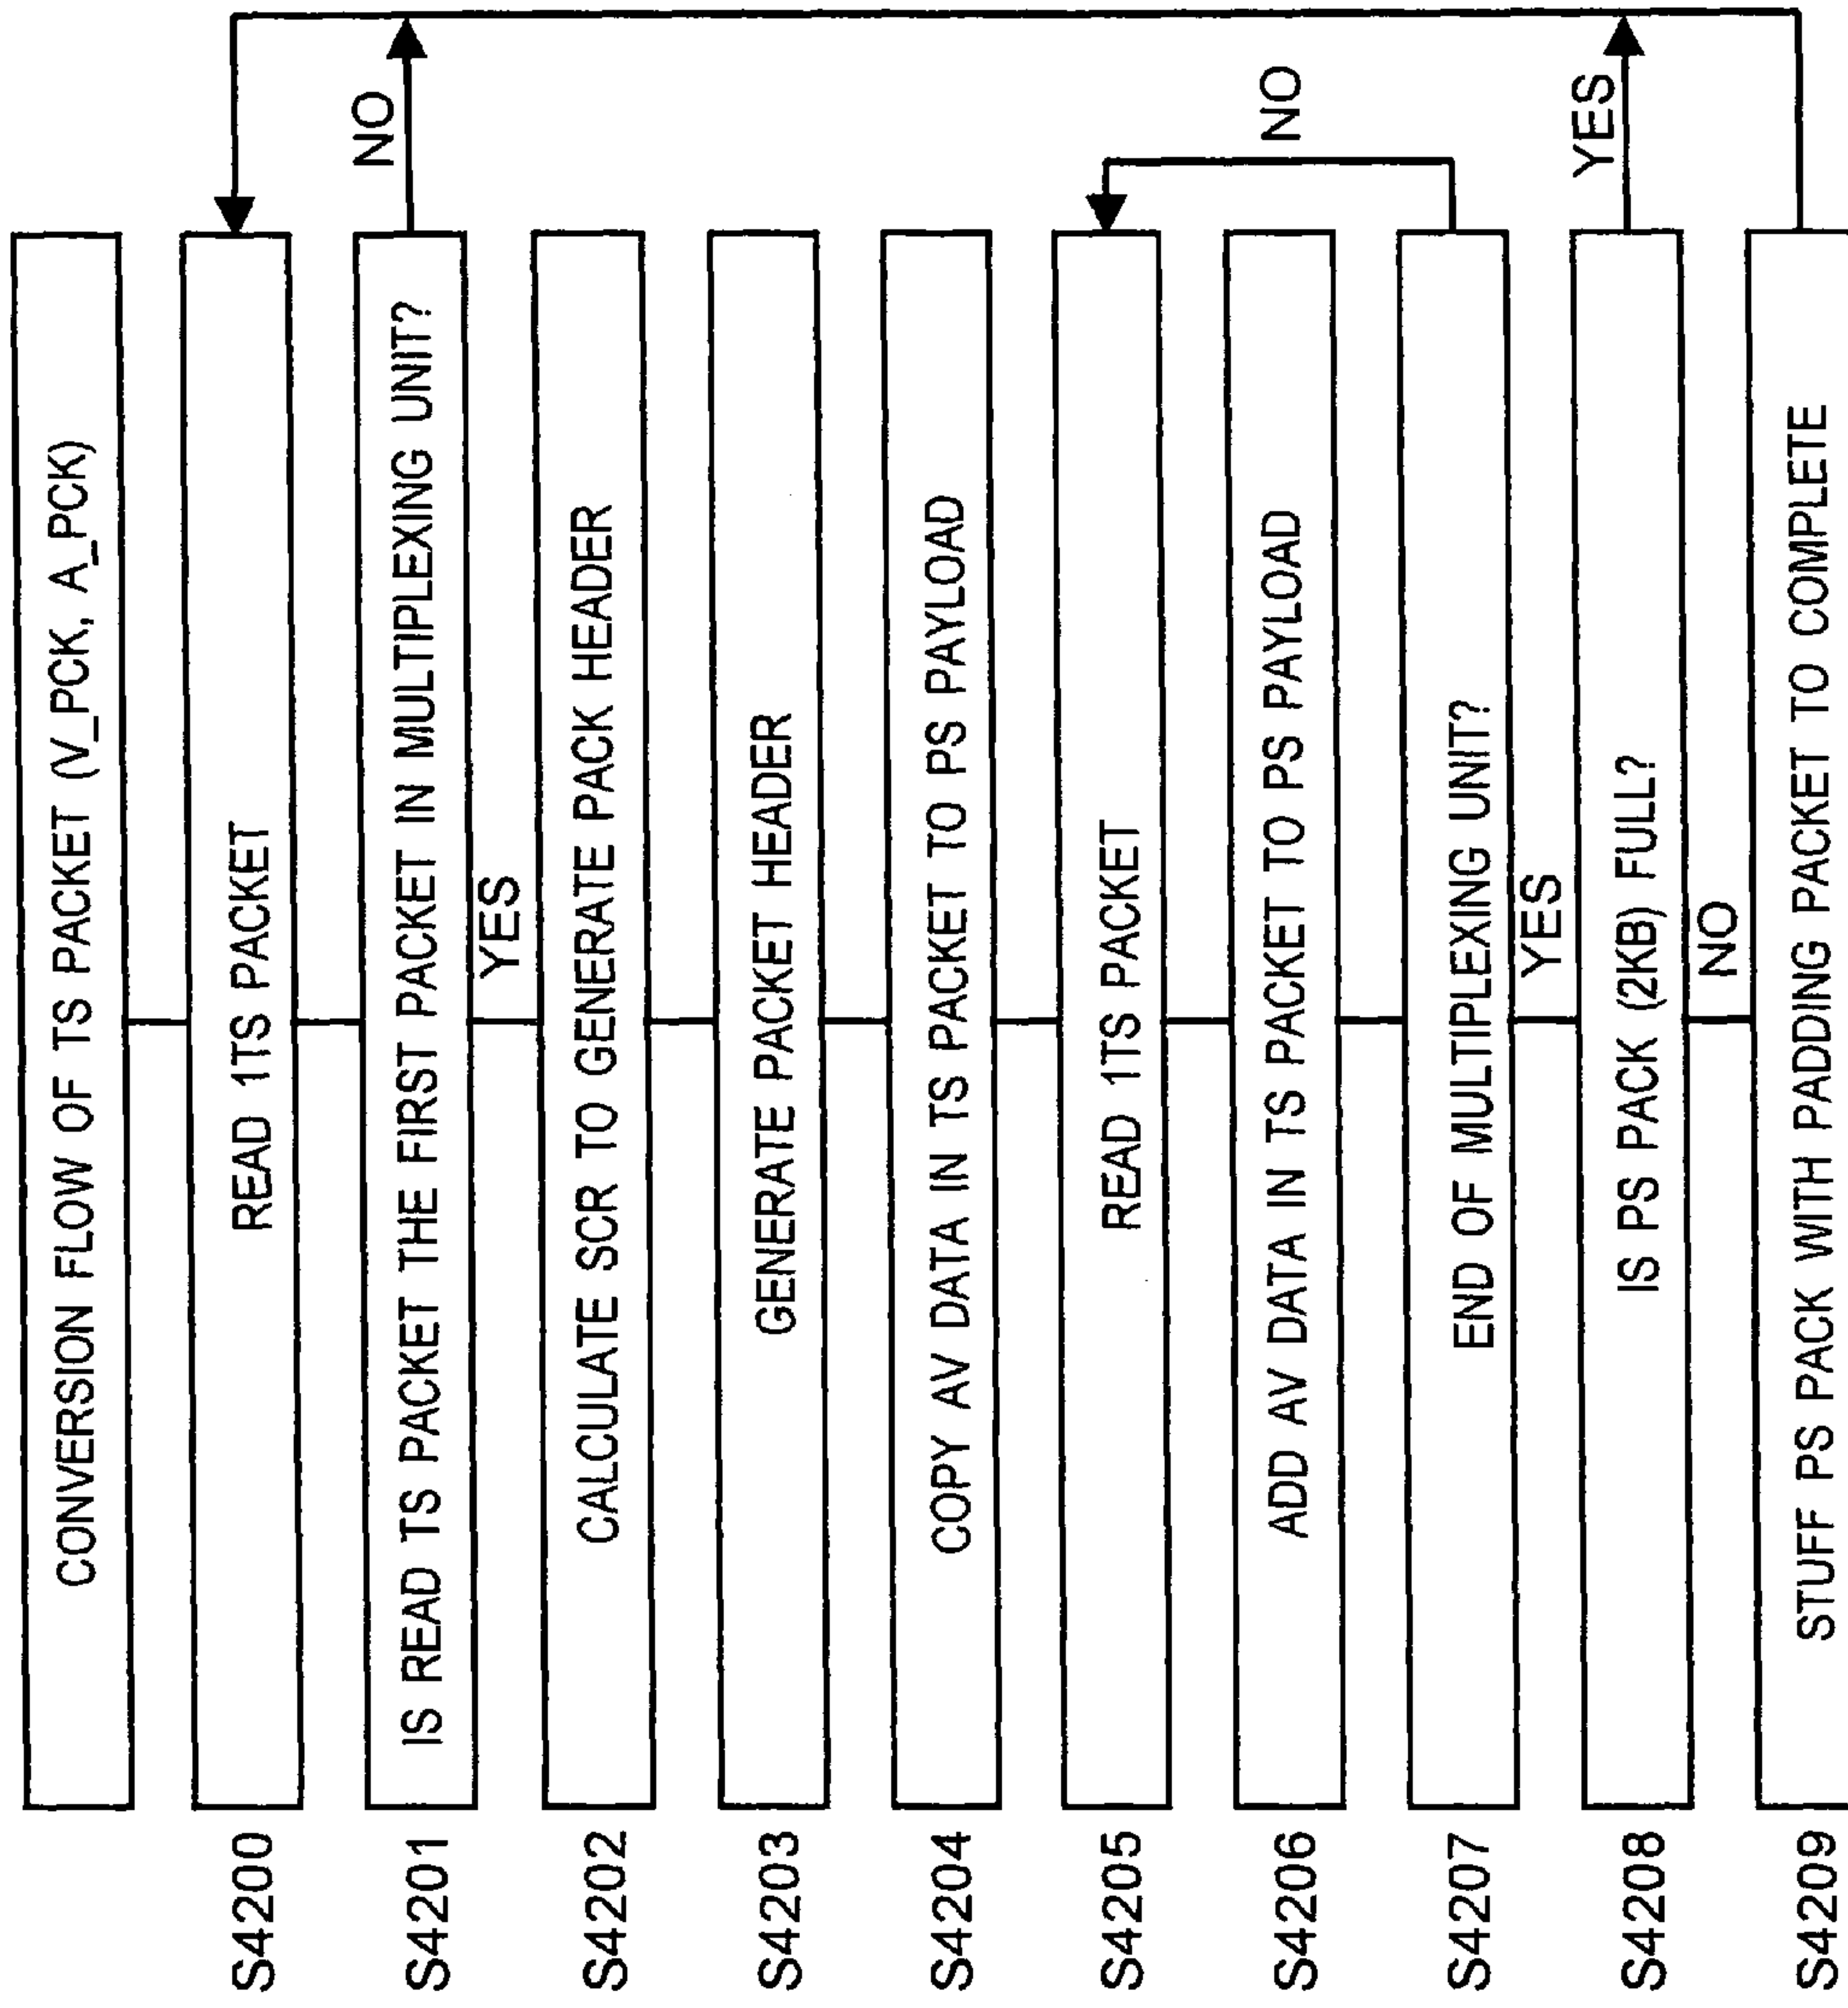 CONVERSION FLOW OF TS PACKET (V_PCK, A_PCK)
S4200
READ 1TS PACKET
S4201
IS READ TS PACKET THE FIRST PACKET IN MULTIPLEXING UNIT?
NO
YES
S4202
CALCULATE SCR TO GENERATE PACK HEADER
S4203
GENERATE PACKET HEADER
S4204
COPY AV DATA IN TS PACKET TO PS PAYLOAD
S4205
READ 1TS PACKET
S4206
ADD AV DATA IN TS PACKET TO PS PAYLOAD
NO
S4207
END OF MULTIPLEXING UNIT?
YES
S4208
IS PS PACK (2KB) FULL?
YES
NO
S4209
STUFF PS PACK WITH PADDING PACKET TO COMPLETE